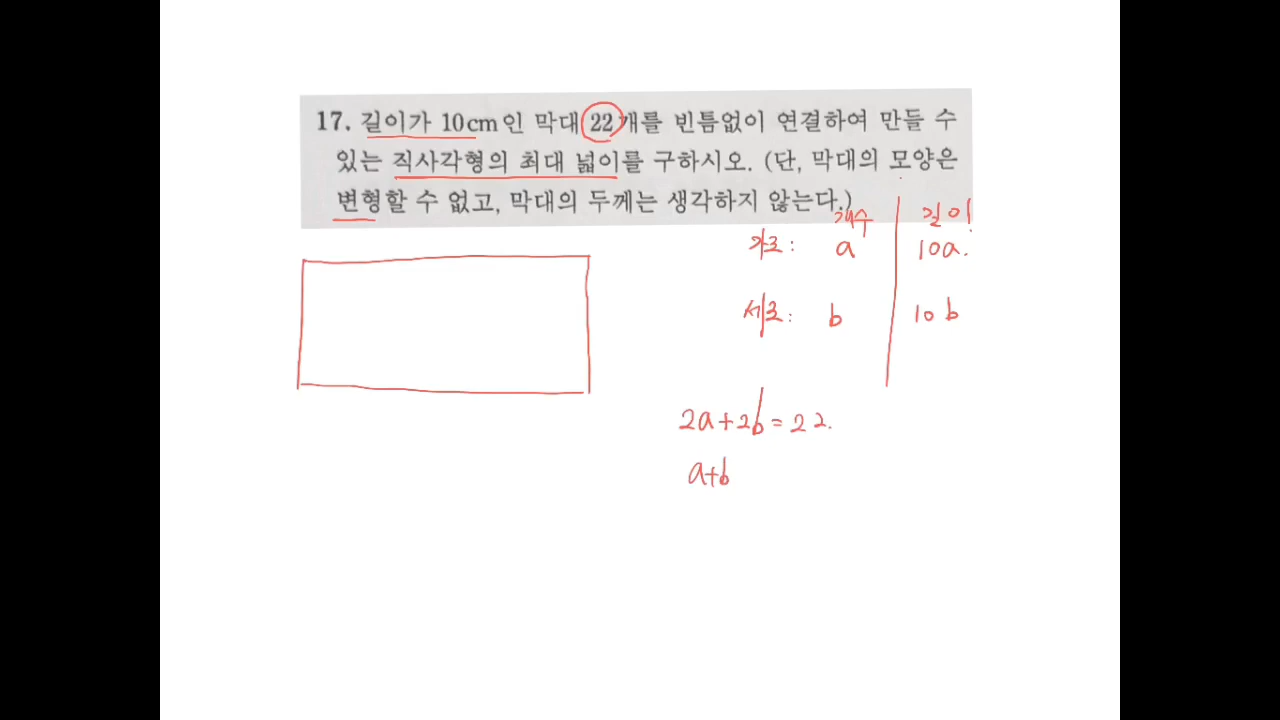 17. 길이가 10cm인 막대 22개를 빈틈없이 연결하여 만들 수
있는 직사각형의 최대 넓이를 구하시오. (단, 막대의 모양은
변형할 수 없고, 막대의 두께는 생각하지 않는다.)
개수 길이
가로: a 10a.
세로: b 10b
2a+2b=22.
a+b